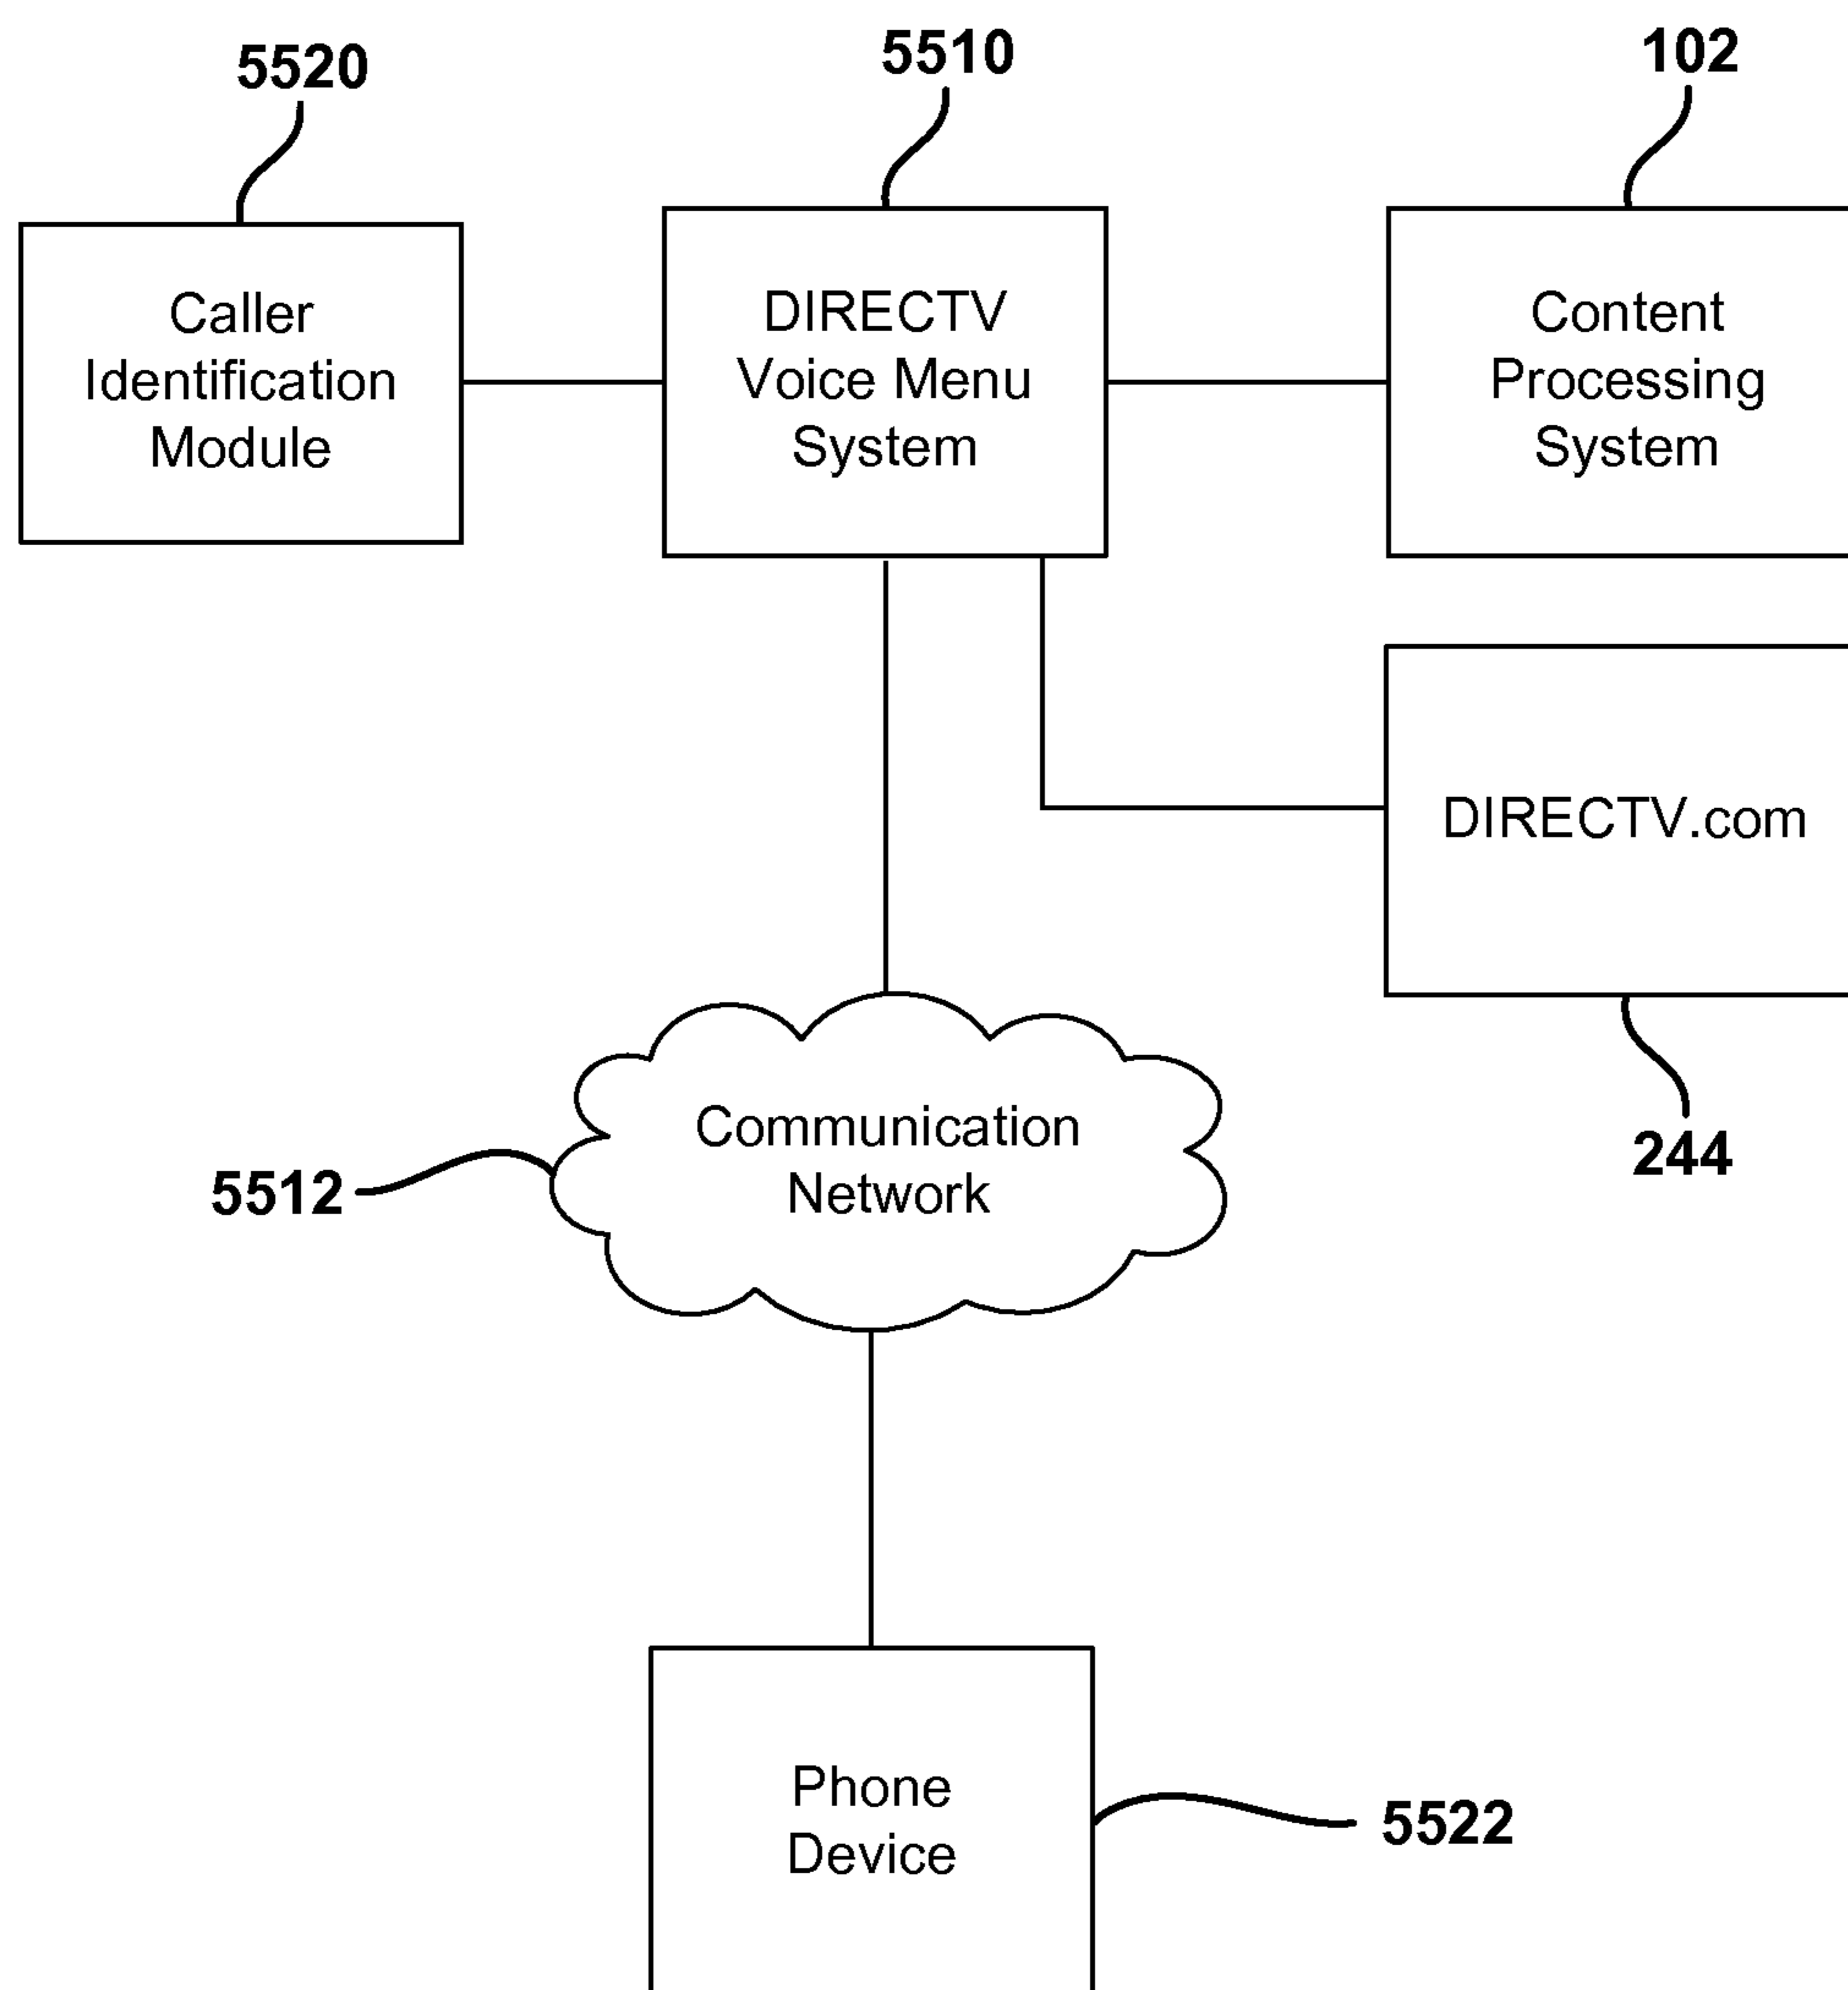 5520
5510
102
Caller
Identification
Module
DIRECTV
Voice Menu
System
Content
Processing
System
DIRECTV.com
244
Communication
Network
5512
Phone
Device
5522